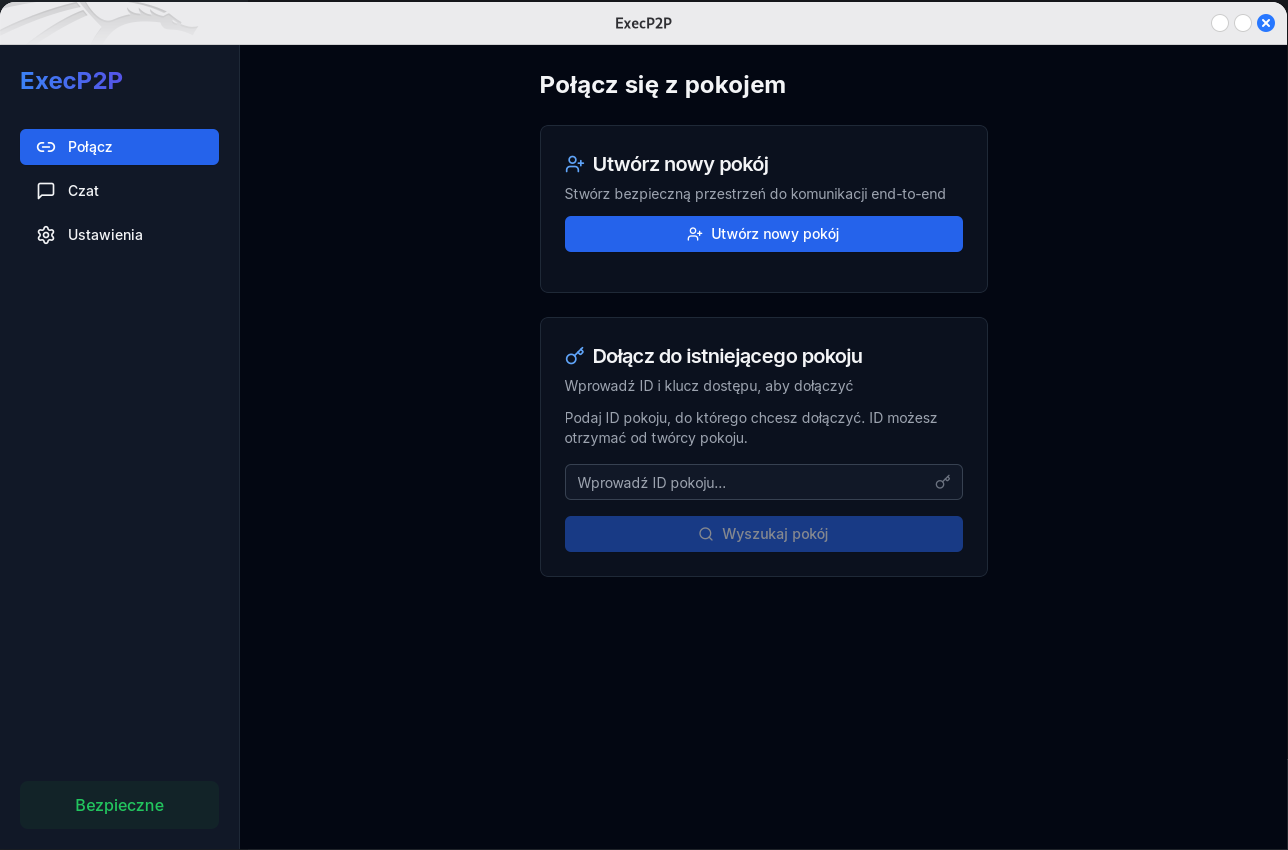 ExecP2P
ExecP2P
Połącz
Czat
Ustawienia
Bezpieczne
Połącz się z pokojem
Utwórz nowy pokój
Stwórz bezpieczną przestrzeń do komunikacji end-to-end
Utwórz nowy pokój
Dołącz do istniejącego pokoju
Wprowadź ID i klucz dostępu, aby dołączyć
Podaj ID pokoju, do którego chcesz dołączyć. ID możesz
otrzymać od twórcy pokoju.
Wprowadź ID pokoju...
Wyszukaj pokój